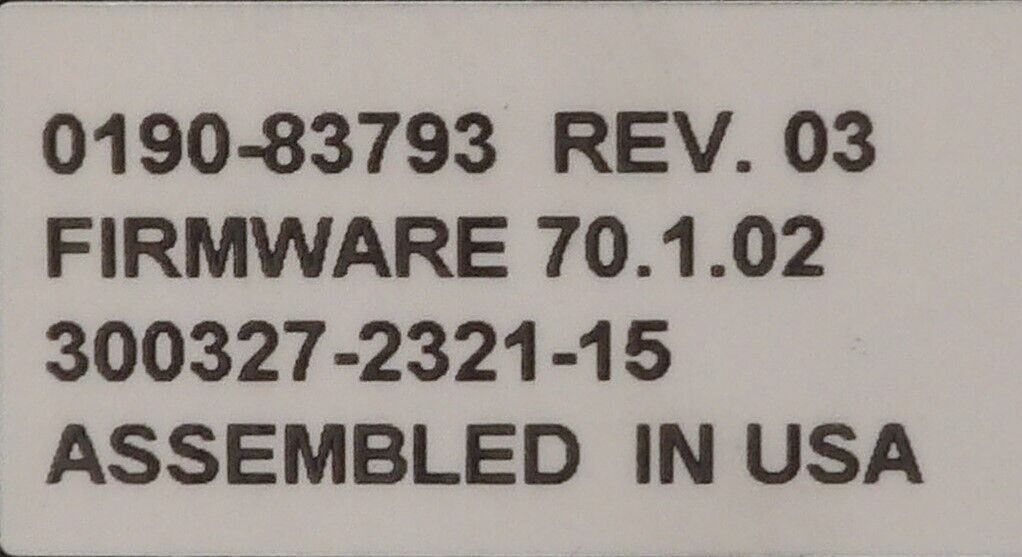 0190-83793 REV. 03
FIRMWARE 70.1.02
300327-2321-15
ASSEMBLED IN USA